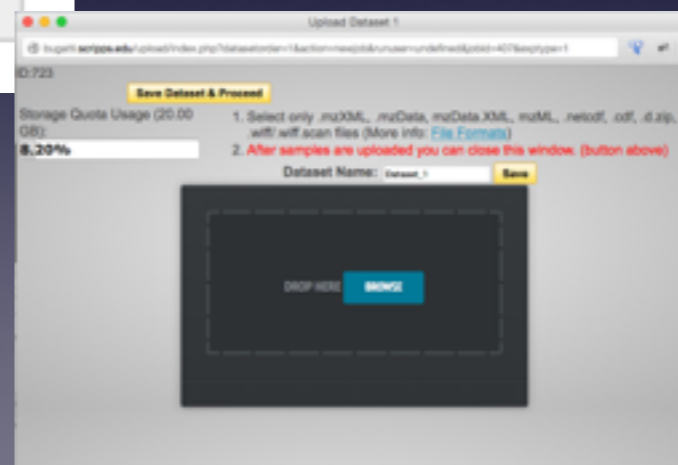 Upload Dataset 1
ID:723
Save Dataset & Proceed
Storage Quota Usage (20.00
GB):
8,20%
1. Select only .mzXML, .mzData, mzData.XML, mzML, .netcdf, .cdf, .d.zip,
.wiff/ wiff.scan files (More info: File Formats)
2. After samples are uploaded you can close this window. (button above)
Dataset Name: Dataset_1 Save
DROP HERE BROWSE